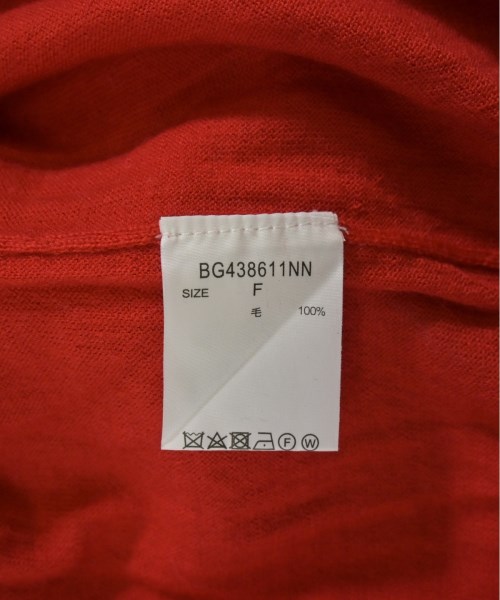 BG438611NN
SIZE F
毛 100%
F W